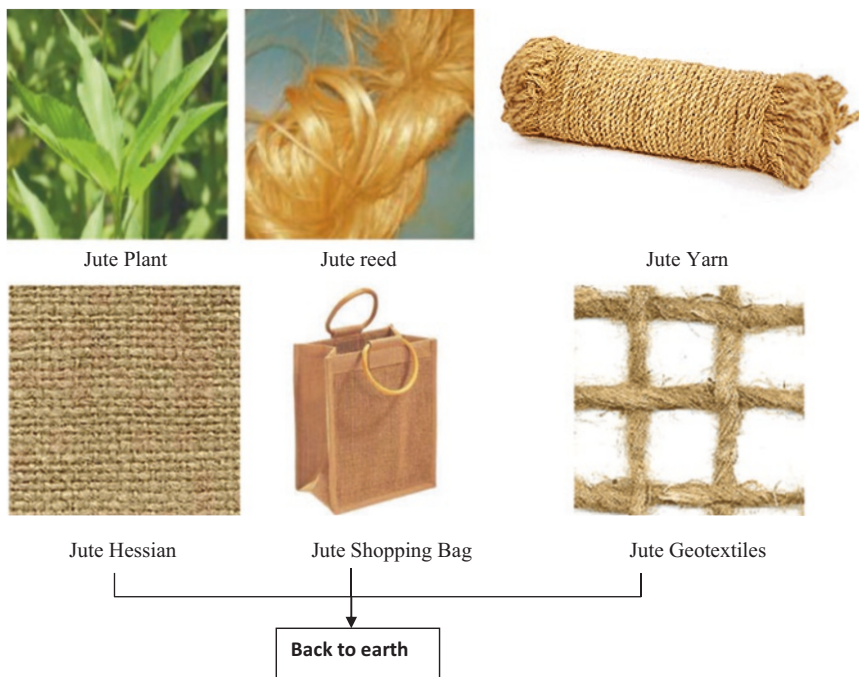 Jute Plant
Jute reed
Jute Yarn
Jute Hessian
Jute Shopping Bag
Jute Geotextiles
Back to earth